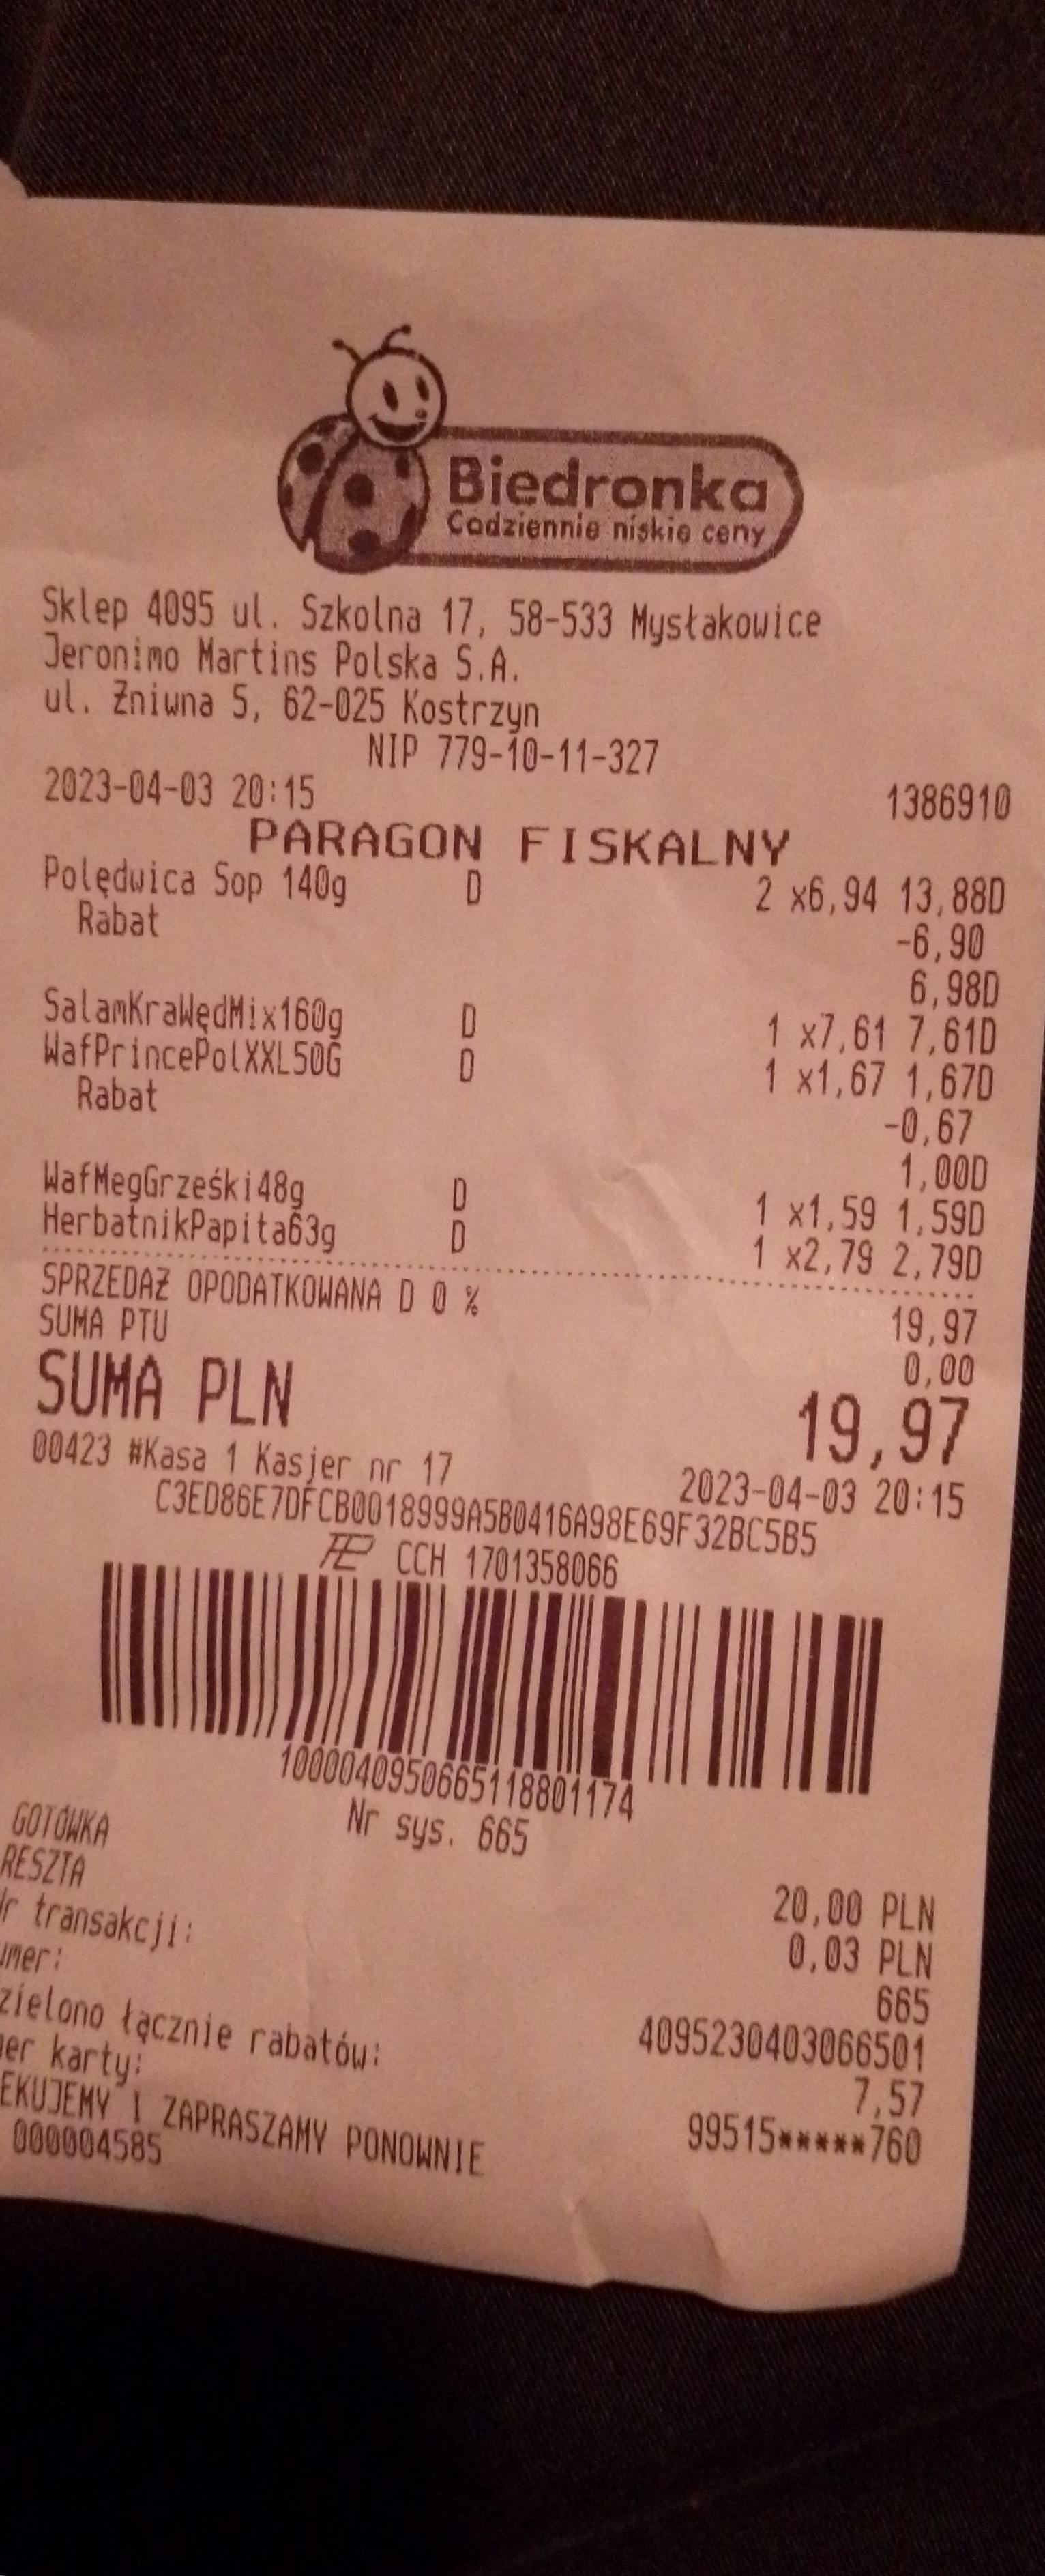 Biedronka
Codziennie niskie ceny
Sklep 4095 ul. Szkolna 17, 58-533 Mysłakowice
Jeronimo Martins Polska S.A.
ul. Żniwna 5, 62-025 Kostrzyn
NIP 779-10-11-327
2023-04-03 20:15 1386910
PARAGON FISKALNY
Polędwica Sop 140g D 2 x6,94 13,88D
Rabat -6,90
6,98D
SalamKraWędMix160g D 1 x7,61 7,61D
WafPrincePolXXL50G D 1 x1,67 1,67D
Rabat -0,67
1,00D
WafMegGrześki48g D 1 x1,59 1,59D
HerbatnikPapita63g D 1 x2,79 2,79D
SPRZEDAŻ OPODATKOWANA D 0 % 19,97
SUMA PTU 0,00
SUMA PLN 19,97
00423 #Kasa 1 Kasjer nr 17 2023-04-03 20:15
C3ED86E7DFCB0018999A5B0416A98E69F32BC5B5
CCH 1701358066
1000040950665118801174
Nr sys. 665
GOTÓWKA 20,00 PLN
RESZTA 0,03 PLN
r transakcji: 665
umer: 4095230403066501
zielono łącznie rabatów: 7,57
er karty: 99515*****760
EKUJEMY I ZAPRASZAMY PONOWNIE
000004585